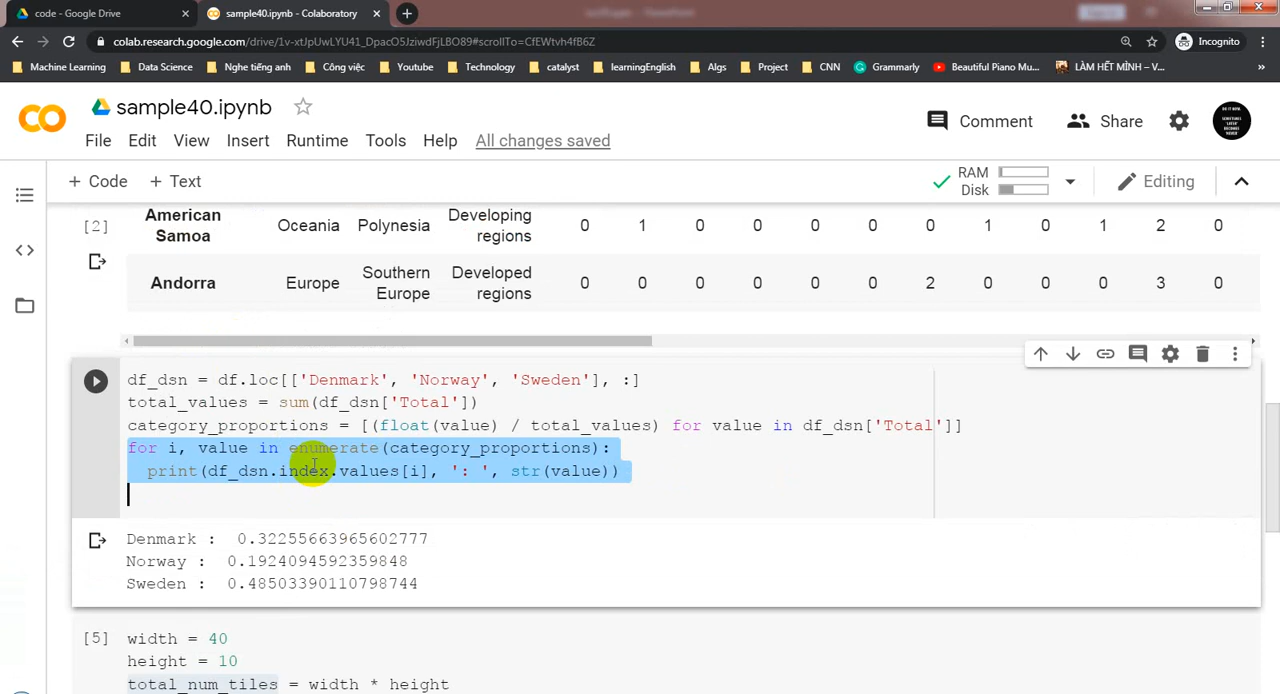 code - Google Drive
sample40.ipynb - Colaboratory
colab.research.google.com/drive/1v-xtJpUwLYU41_DpacO5JziwdFjLBO89#scrollTo=CfEWtvh4fB6Z
Incognito
Machine Learning
Data Science
Nghe tiếng anh
Công việc
Youtube
Technology
catalyst
learningEnglish
Algs
Project
CNN
Grammarly
Beautiful Piano Mu...
LÀM HẾT MÌNH – V...
sample40.ipynb
Comment
Share
File Edit View Insert Runtime Tools Help All changes saved
+ Code + Text
RAM
Disk
Editing
[2]
American Samoa Oceania Polynesia Developing regions 0 1 0 0 0 0 0 1 0 1 2 0
Andorra Europe Southern Europe Developed regions 0 0 0 0 0 0 2 0 0 0 3 0
df_dsn = df.loc[['Denmark', 'Norway', 'Sweden'], :]
total_values = sum(df_dsn['Total'])
category_proportions = [(float(value) / total_values) for value in df_dsn['Total']]
for i, value in enumerate(category_proportions):
print(df_dsn.index.values[i], ': ', str(value))
Denmark : 0.32255663965602777
Norway : 0.1924094592359848
Sweden : 0.48503390110798744
[5]
width = 40
height = 10
total_num_tiles = width * height